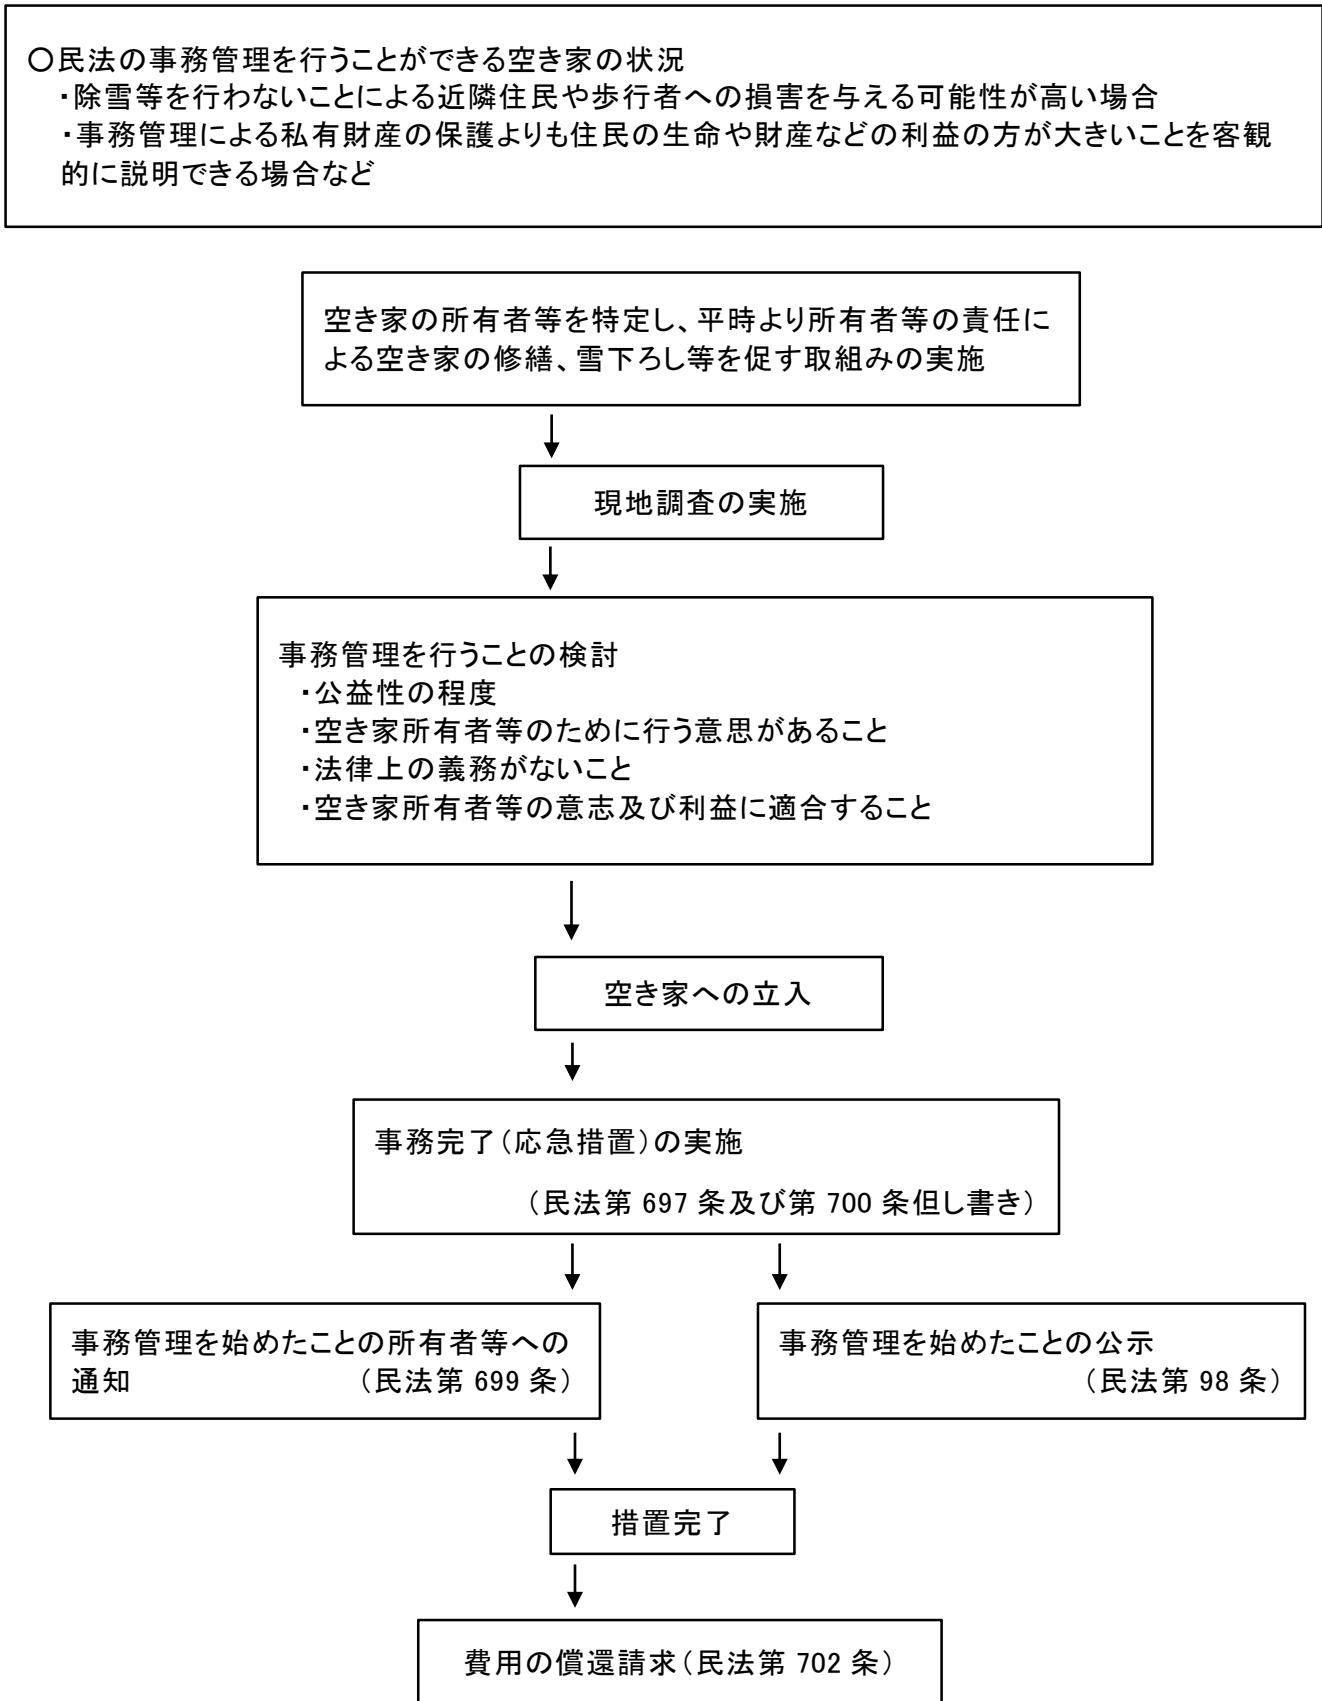 〇民法の事務管理を行うことができる空き家の状況
・除雪等を行わないことによる近隣住民や歩行者への損害を与える可能性が高い場合
・事務管理による私有財産の保護よりも住民の生命や財産などの利益の方が大きいことを客観
的に説明できる場合など
空き家の所有者等を特定し、平時より所有者等の責任に
よる空き家の修繕、雪下ろし等を促す取組みの実施
現地調査の実施
事務管理を行うことの検討
・公益性の程度
・空き家所有者等のために行う意思があること
・法律上の義務がないこと
・空き家所有者等の意志及び利益に適合すること
空き家への立入
事務完了（応急措置）の実施
（民法第 697 条及び第 700 条但し書き）
事務管理を始めたことの所有者等への
通知　　　　　　　（民法第 699 条）
事務管理を始めたことの公示
（民法第 98 条）
措置完了
費用の償還請求（民法第 702 条）